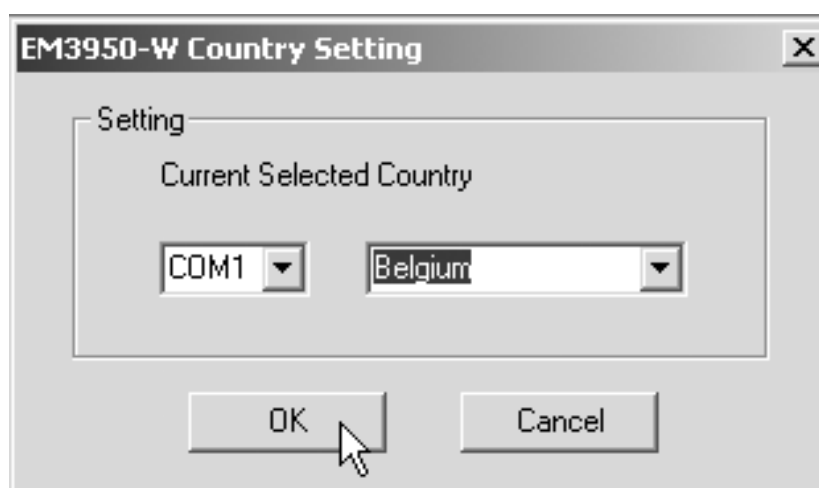 EM3950-W Country Setting
Setting
Current Selected Country
COM1 Belgium
OK Cancel